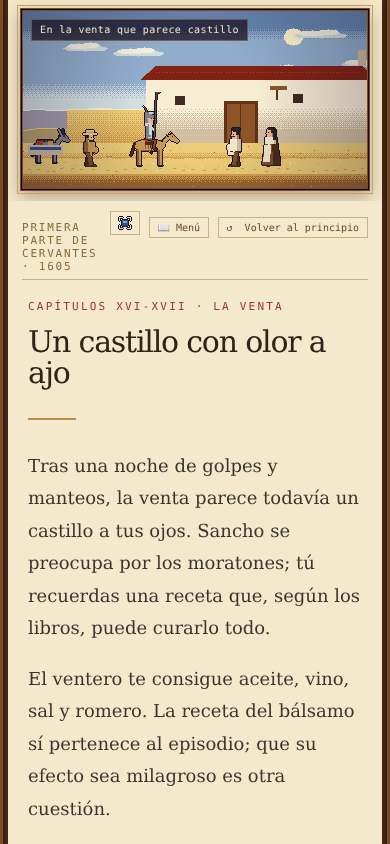 En la venta que parece castillo
PRIMERA
PARTE DE
CERVANTES
· 1605
📖 Menú
↺ Volver al principio
CAPÍTULOS XVI-XVII · LA VENTA
Un castillo con olor a
ajo
Tras una noche de golpes y
manteos, la venta parece todavía un
castillo a tus ojos. Sancho se
preocupa por los moratones; tú
recuerdas una receta que, según los
libros, puede curarlo todo.
El ventero te consigue aceite, vino,
sal y romero. La receta del bálsamo
sí pertenece al episodio; que su
efecto sea milagroso es otra
cuestión.